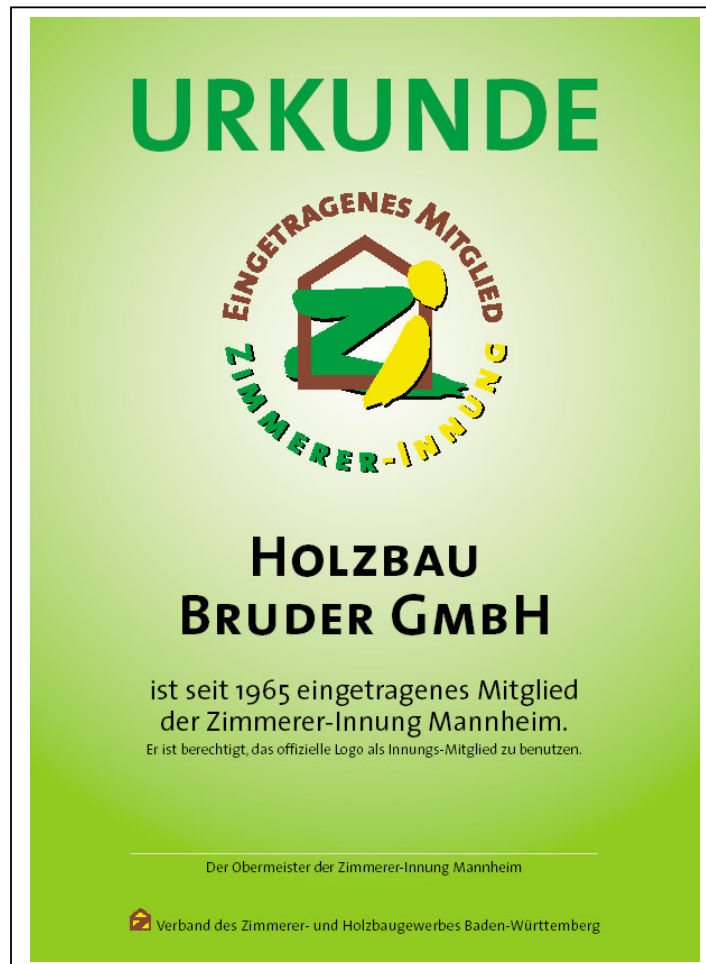 URKUNDE
EINGETRAGENES MITGLIED
ZIMMERER-INNUNG
HOLZBAU
BRUDER GMBH
ist seit 1965 eingetragenes Mitglied
der Zimmerer-Innung Mannheim.
Er ist berechtigt, das offizielle Logo als Innungs-Mitglied zu benutzen.
Der Obermeister der Zimmerer-Innung Mannheim
Verband des Zimmerer- und Holzbaugewerbes Baden-Württemberg